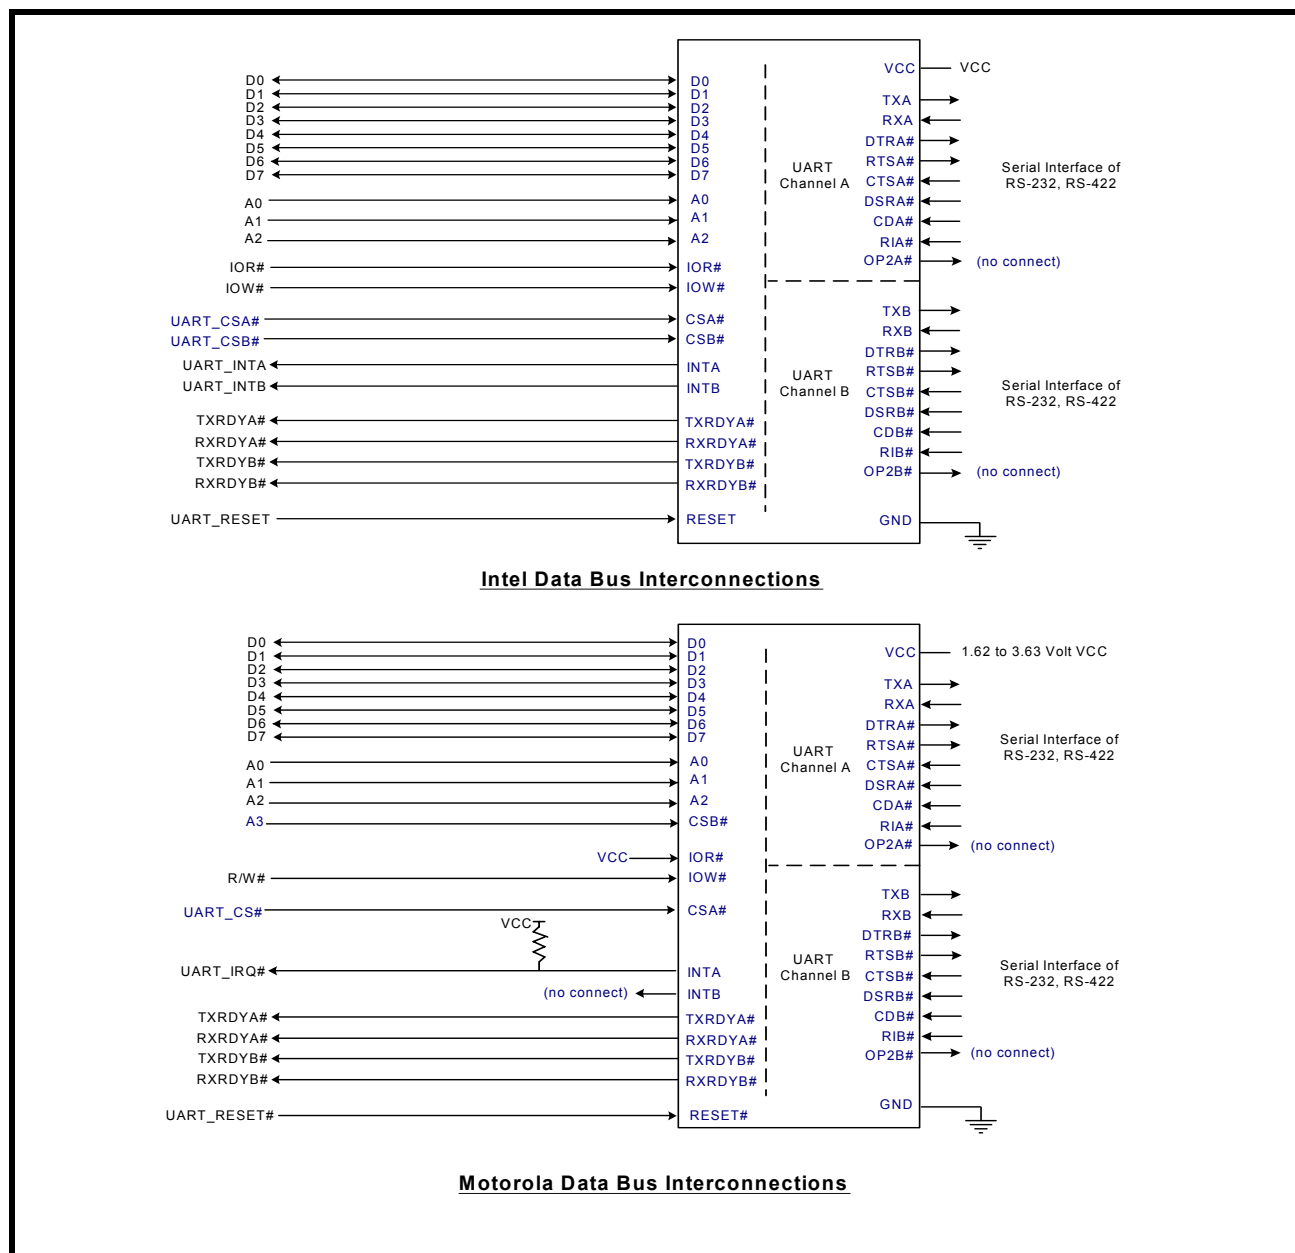 D0 D0
D1 D1
D2 D2
D3 D3
D4 D4
D5 D5
D6 D6
D7 D7
A0 A0
A1 A1
A2 A2
IOR# IOR#
IOW# IOW#
UART_CSA# CSA#
UART_CSB# CSB#
UART_INTA INTA
UART_INTB INTB
TXRDYA# TXRDYA#
RXRDYA# RXRDYA#
TXRDYB# TXRDYB#
RXRDYB# RXRDYB#
UART_RESET RESET
UART
Channel A
UART
Channel B
VCC VCC
TXA
RXA
DTRA#
RTSA#
CTSA#
DSRA#
CDA#
RIA#
OP2A# (no connect)
Serial Interface of
RS-232, RS-422
TXB
RXB
DTRB#
RTSB#
CTSB#
DSRB#
CDB#
RIB#
OP2B# (no connect)
Serial Interface of
RS-232, RS-422
GND
Intel Data Bus Interconnections
D0 D0
D1 D1
D2 D2
D3 D3
D4 D4
D5 D5
D6 D6
D7 D7
A0 A0
A1 A1
A2 A2
A3 CSB#
VCC IOR#
R/W# IOW#
UART_CS# CSA#
VCC
UART_IRQ# INTA
(no connect) INTB
TXRDYA# TXRDYA#
RXRDYA# RXRDYA#
TXRDYB# TXRDYB#
RXRDYB# RXRDYB#
UART_RESET# RESET#
UART
Channel A
UART
Channel B
VCC 1.62 to 3.63 Volt VCC
TXA
RXA
DTRA#
RTSA#
CTSA#
DSRA#
CDA#
RIA#
OP2A# (no connect)
Serial Interface of
RS-232, RS-422
TXB
RXB
DTRB#
RTSB#
CTSB#
DSRB#
CDB#
RIB#
OP2B# (no connect)
Serial Interface of
RS-232, RS-422
GND
Motorola Data Bus Interconnections